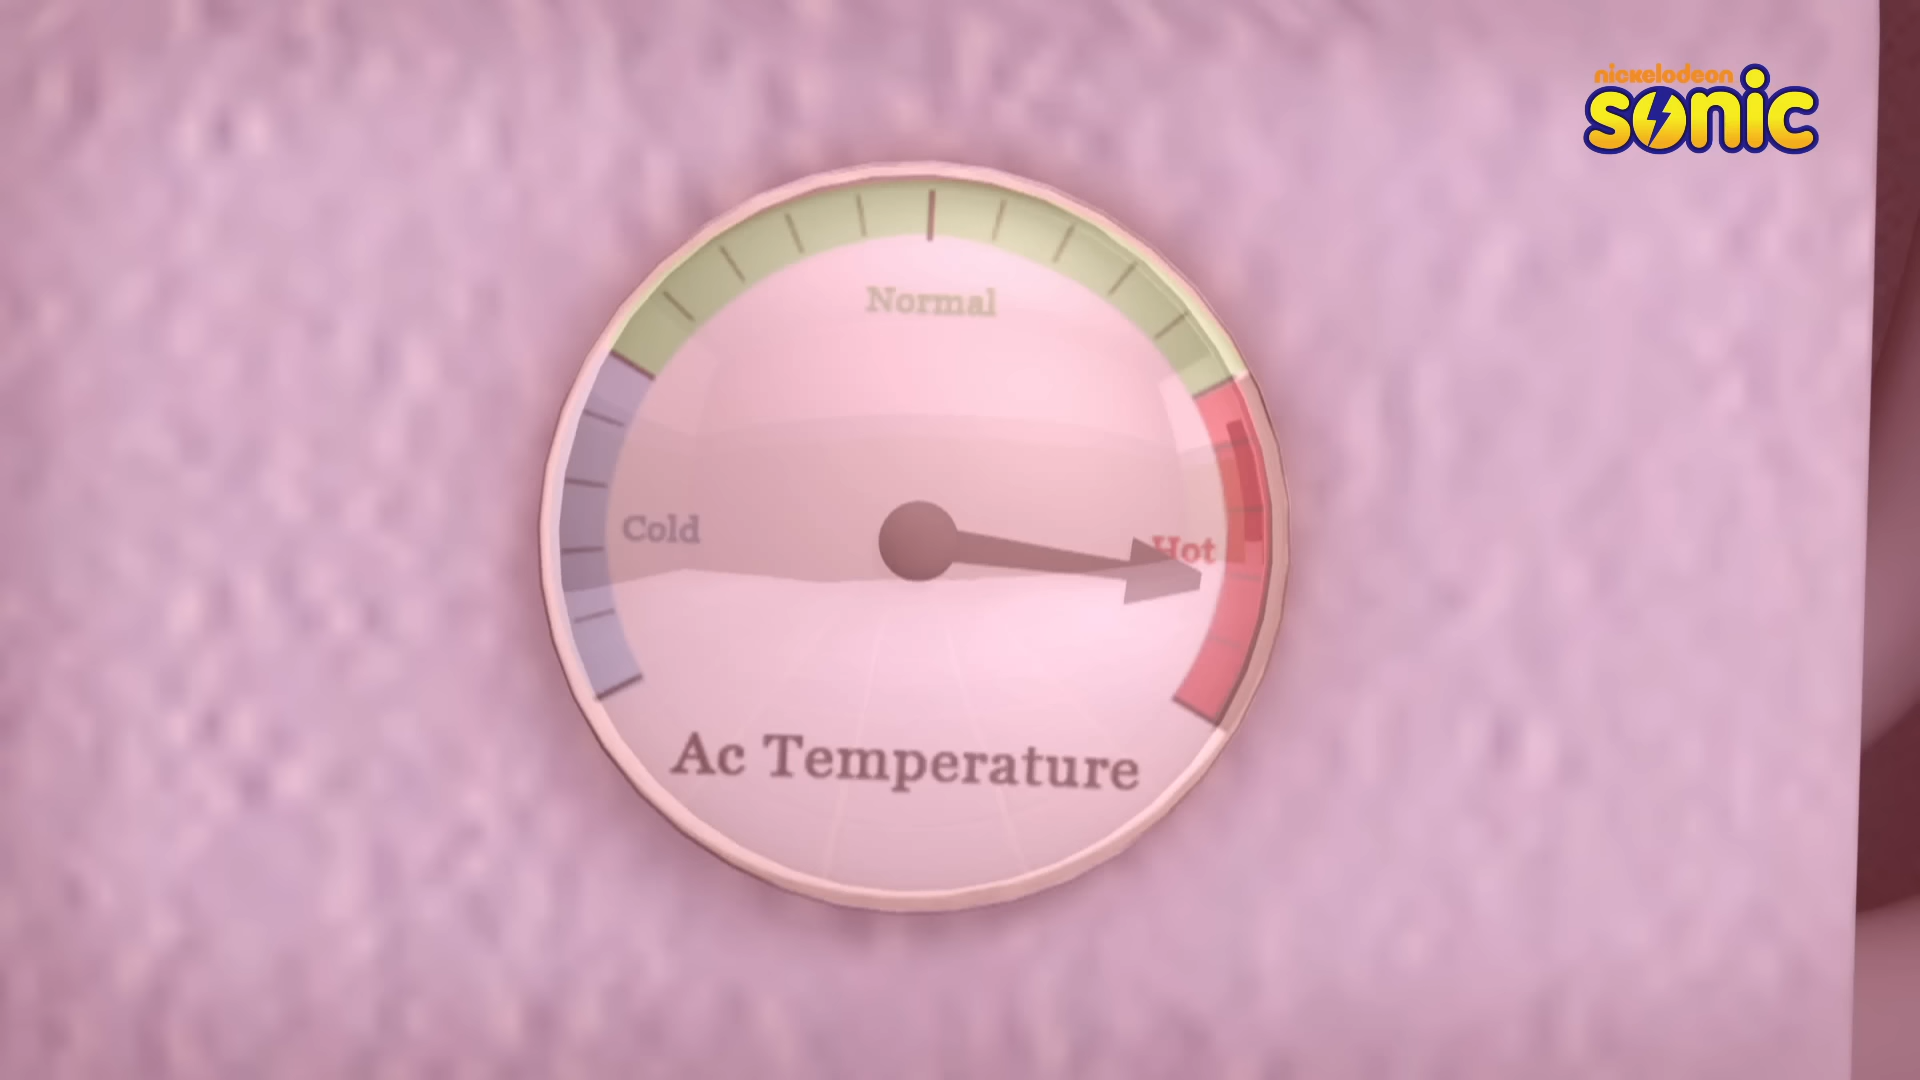 nickelodeon
sonic
Normal
Cold
Hot
Ac Temperature